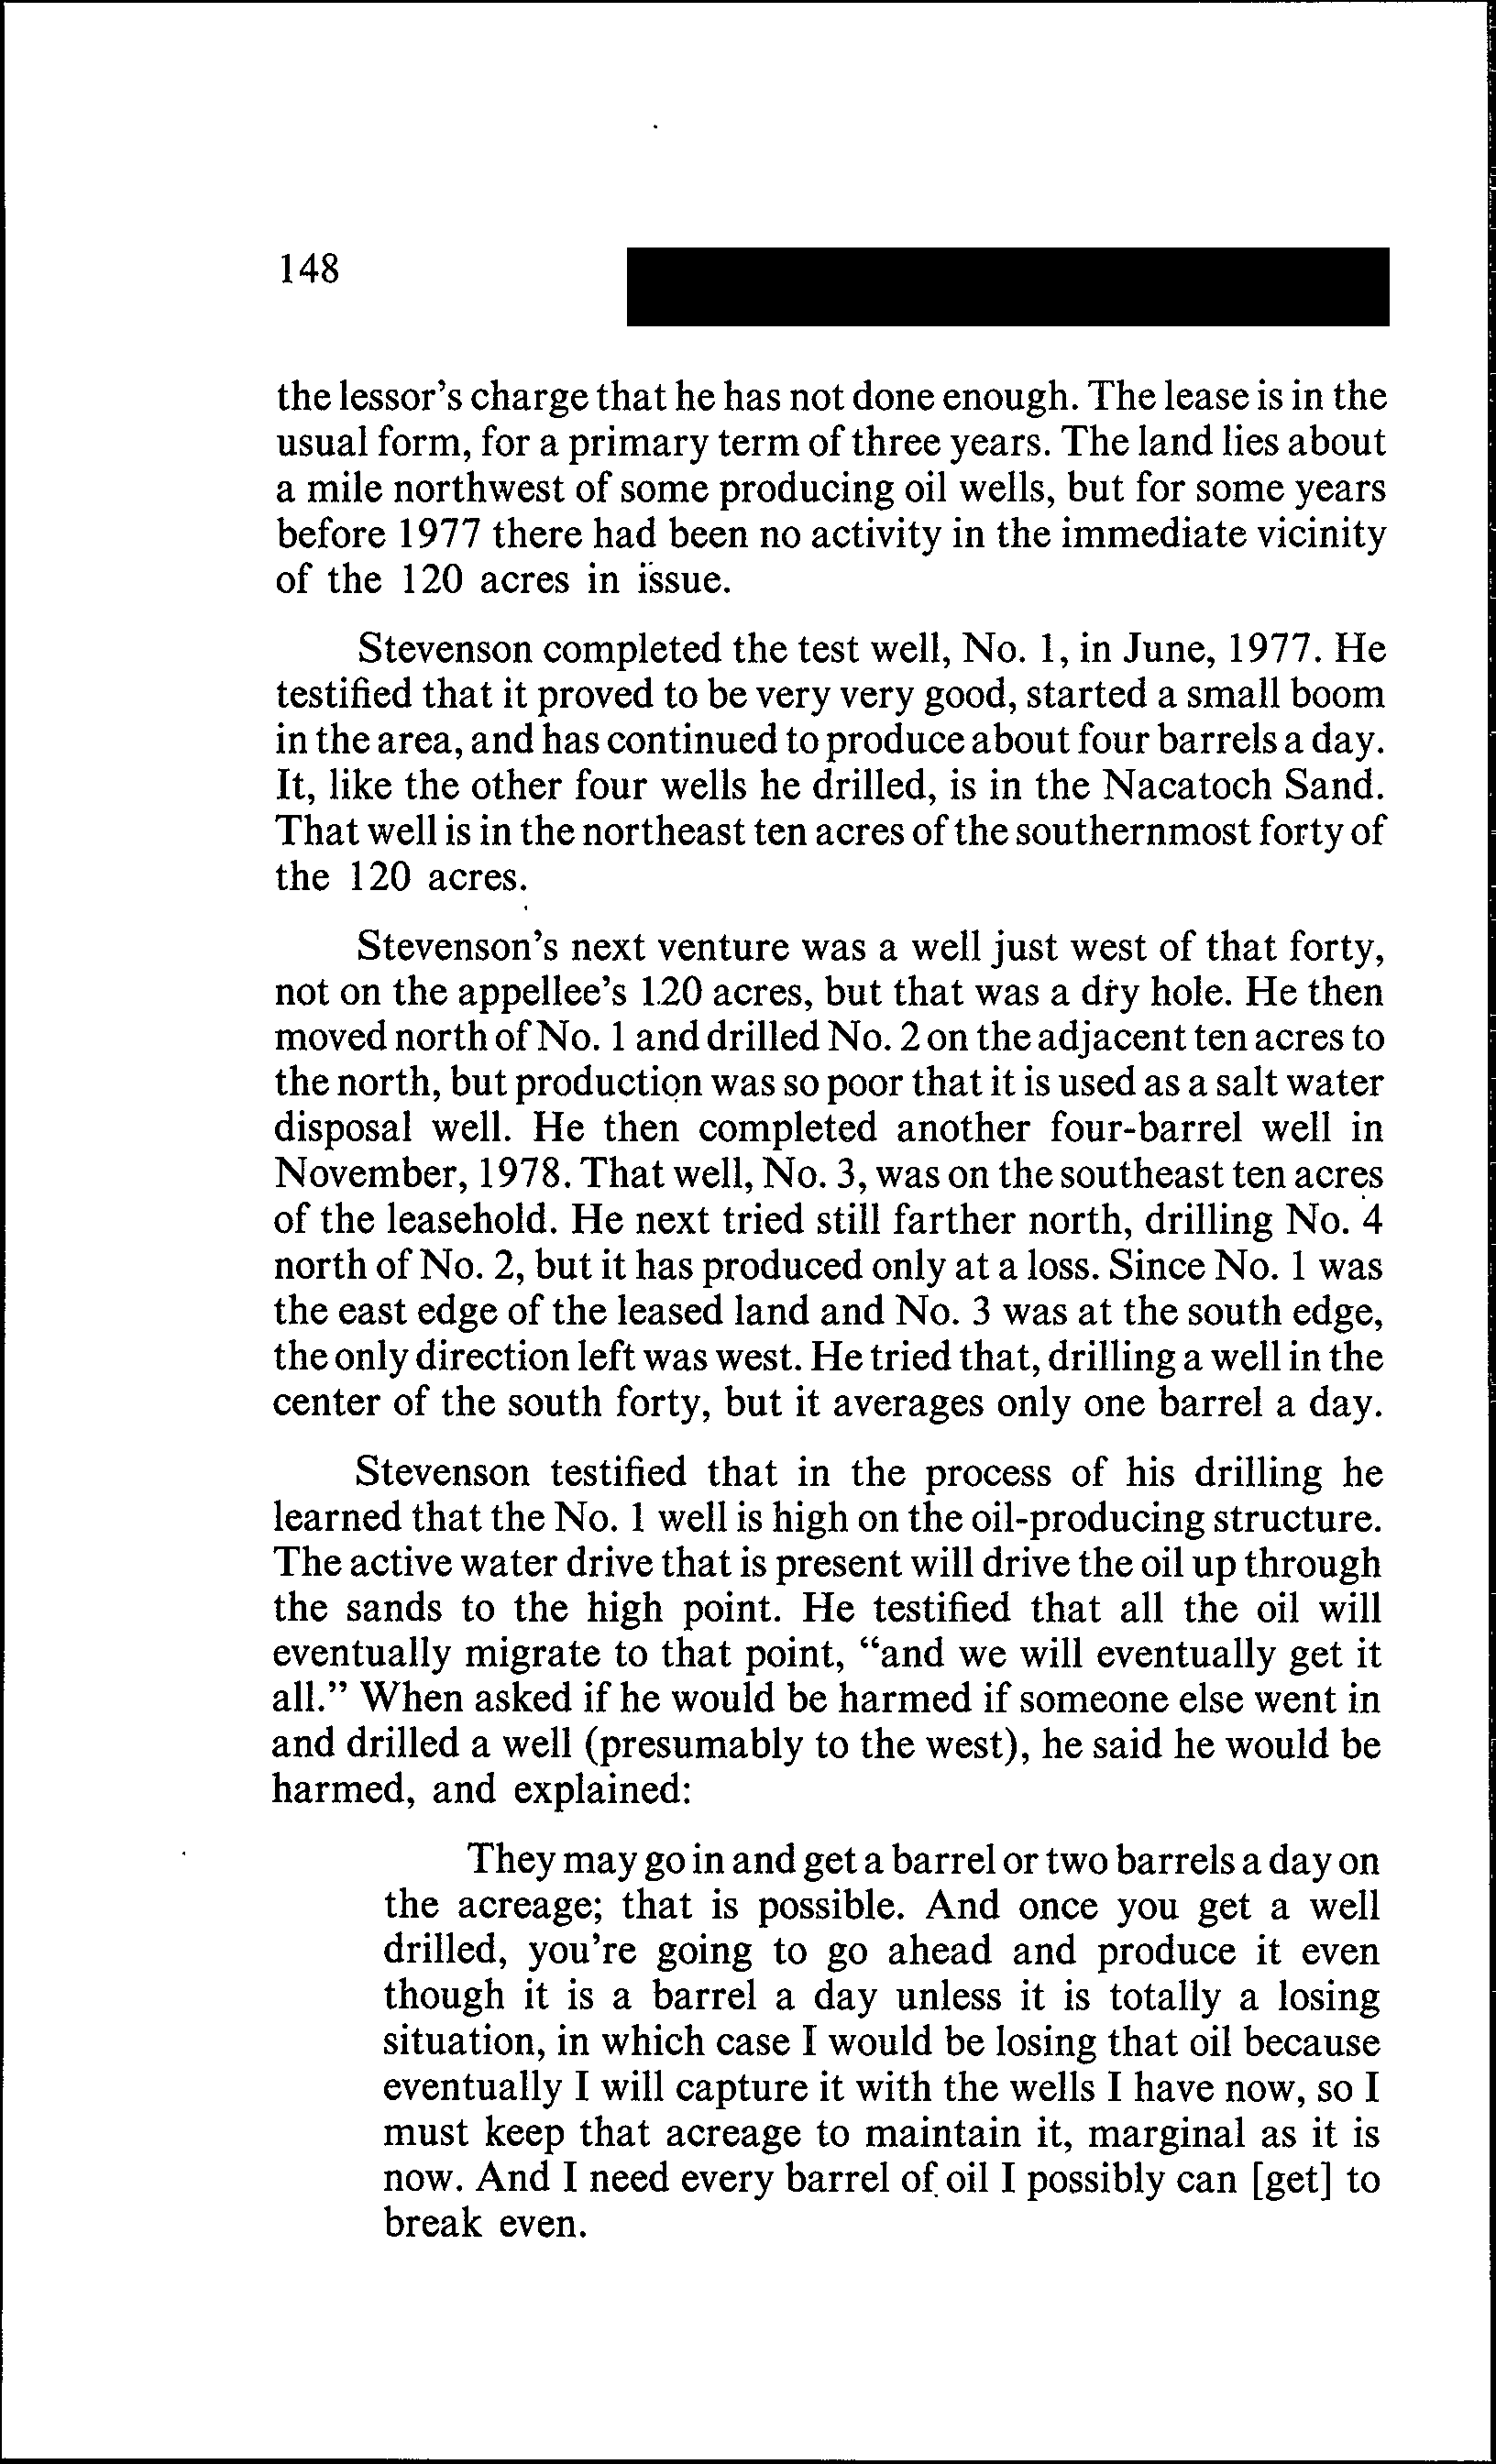 148
the lessor's charge that he has not done enough. The lease is in the
usual form, for a primary term of three years. The land lies about
a mile northwest of some producing oil wells, but for some years
before 1977 there had been no activity in the immediate vicinity
of the 120 acres in issue.
Stevenson completed the test well, No. 1, in June, 1977. He
testified that it proved to be very very good, started a small boom
in the area, and has continued to produce about four barrels a day.
It, like the other four wells he drilled, is in the Nacatoch Sand.
That well is in the northeast ten acres of the southernmost forty of
the 120 acres.
Stevenson's next venture was a well just west of that forty,
not on the appellee's 120 acres, but that was a dry hole. He then
moved north of No. 1 and drilled No. 2 on the adjacent ten acres to
the north, but production was so poor that it is used as a salt water
disposal well. He then completed another four-barrel well in
November, 1978. That well, No. 3, was on the southeast ten acres
of the leasehold. He next tried still farther north, drilling No. 4
north of No. 2, but it has produced only at a loss. Since No. 1 was
the east edge of the leased land and No. 3 was at the south edge,
the only direction left was west. He tried that, drilling a well in the
center of the south forty, but it averages only one barrel a day.
Stevenson testified that in the process of his drilling he
learned that the No. 1 well is high on the oil-producing structure.
The active water drive that is present will drive the oil up through
the sands to the high point. He testified that all the oil will
eventually migrate to that point, "and we will eventually get it
all." When asked if he would be harmed if someone else went in
and drilled a well (presumably to the west), he said he would be
harmed, and explained:
They may go in and get a barrel or two barrels a day on
the acreage; that is possible. And once you get a well
drilled, you're going to go ahead and produce it even
though it is a barrel a day unless it is totally a losing
situation, in which case I would be losing that oil because
eventually I will capture it with the wells I have now, so I
must keep that acreage to maintain it, marginal as it is
now. And I need every barrel of oil I possibly can [get] to
break even.